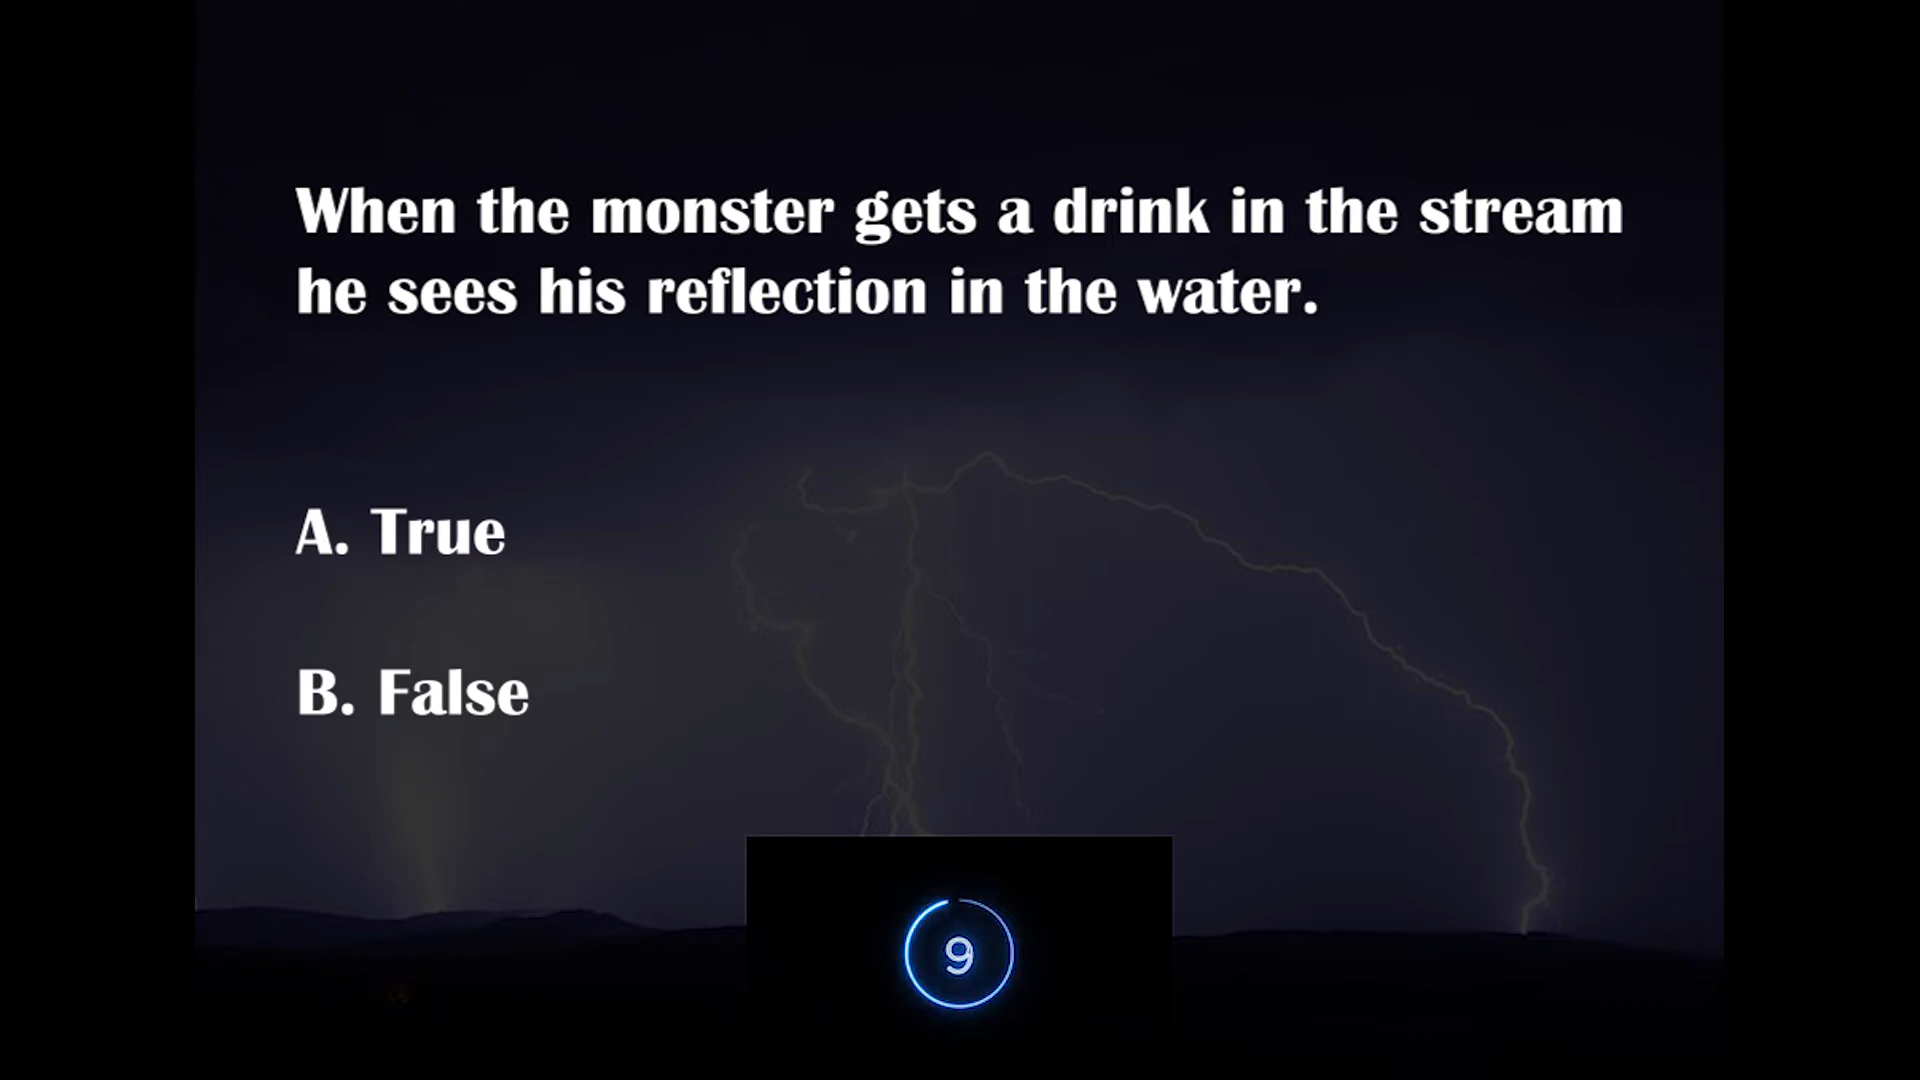 When the monster gets a drink in the stream
he sees his reflection in the water.
A. True
B. False
9